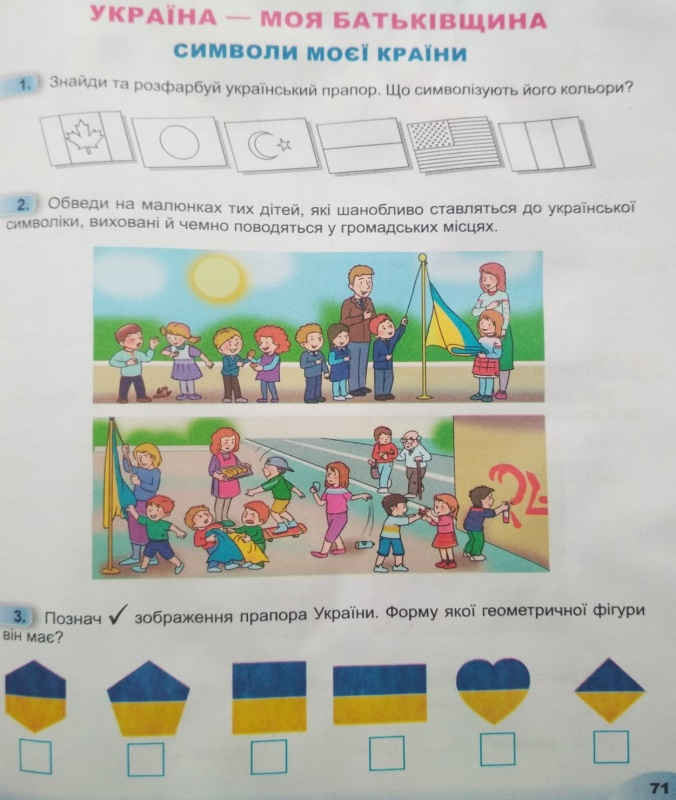 УКРАЇНА — МОЯ БАТЬКІВЩИНА
СИМВОЛИ МОЄЇ КРАЇНИ
1. Знайди та розфарбуй український прапор. Що символізують його кольори?
2. Обведи на малюнках тих дітей, які шанобливо ставляться до української
символіки, виховані й чемно поводяться у громадських місцях.
3. Познач ✓ зображення прапора України. Форму якої геометричної фігури
він має?
71